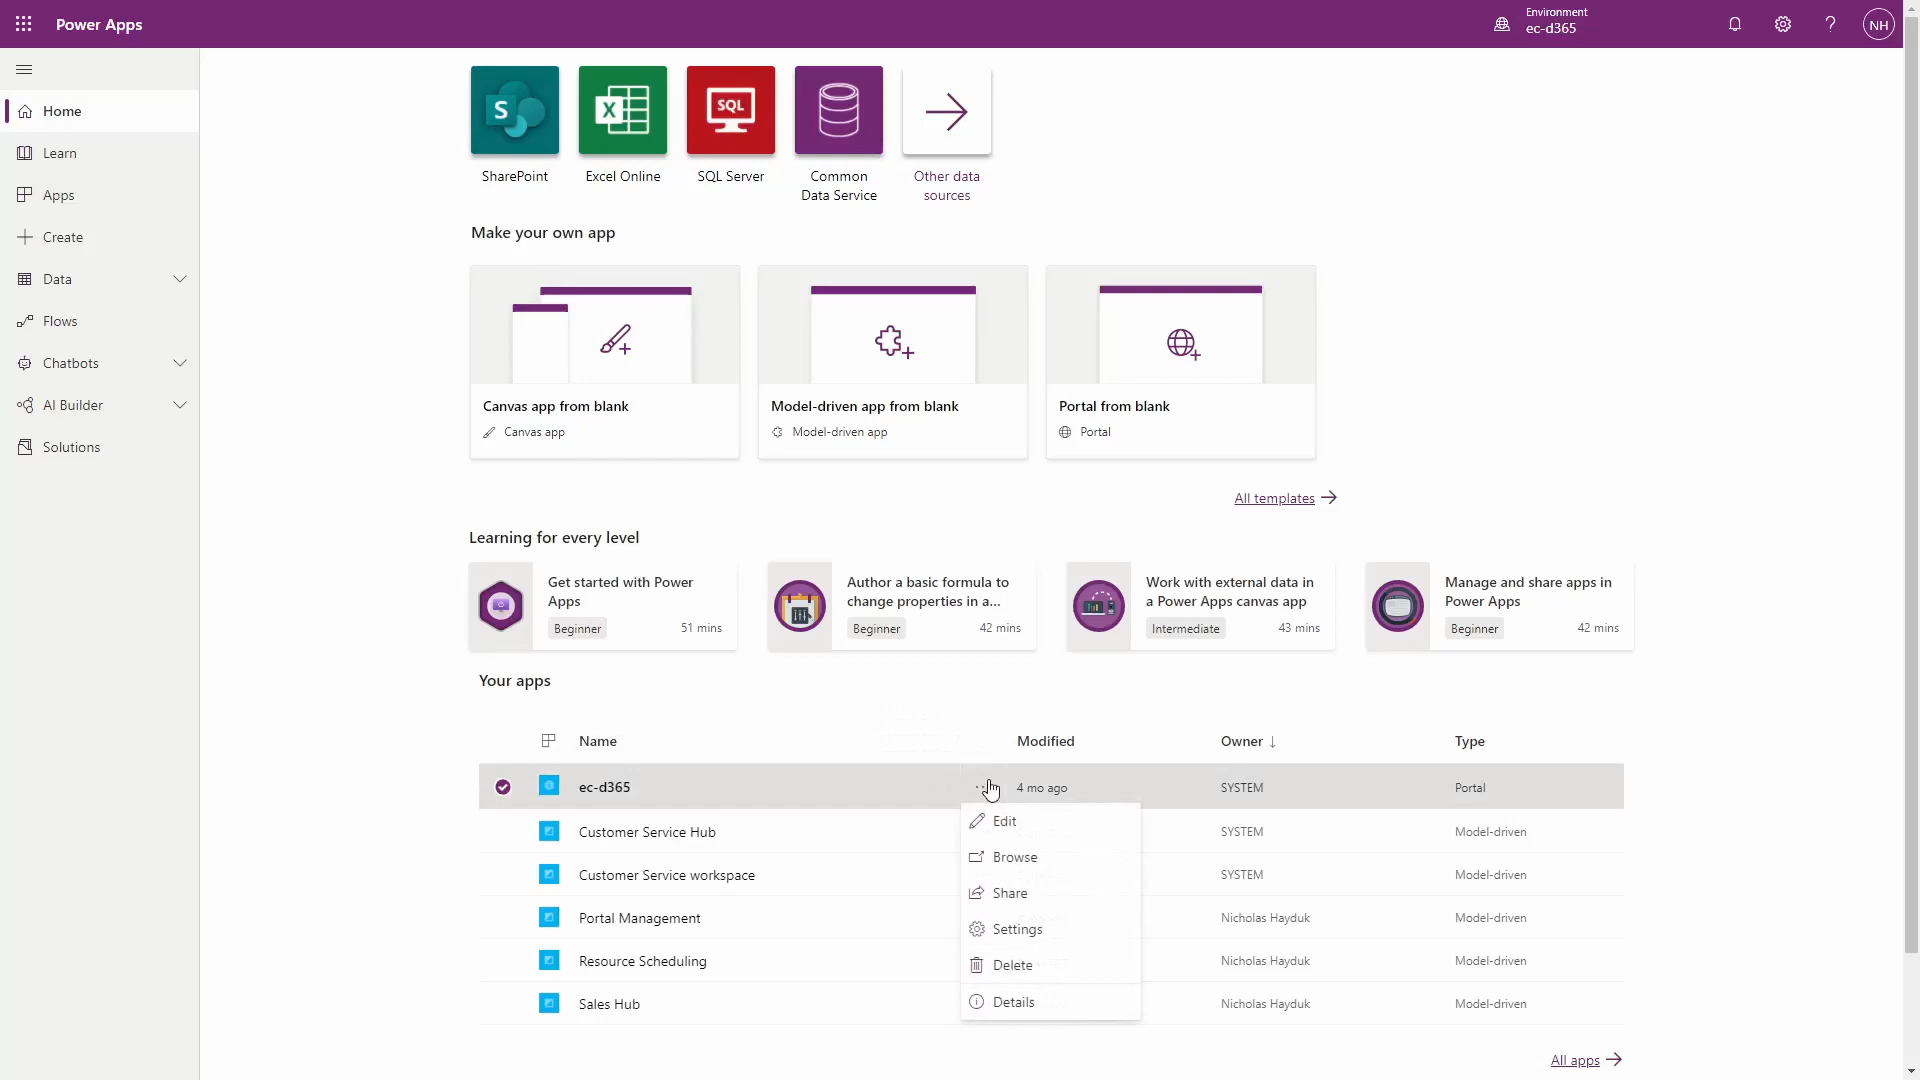 Power Apps
Environment
ec-d365
NH
Home
Learn
Apps
Create
Data
Flows
Chatbots
AI Builder
Solutions
SharePoint
Excel Online
SQL
SQL Server
Common
Data Service
Other data
sources
Make your own app
Canvas app from blank
Canvas app
Model-driven app from blank
Model-driven app
Portal from blank
Portal
All templates
Learning for every level
Get started with Power
Apps
Beginner
51 mins
Author a basic formula to
change properties in a...
Beginner
42 mins
Work with external data in
a Power Apps canvas app
Intermediate
43 mins
Manage and share apps in
Power Apps
Beginner
42 mins
Your apps
Name
Modified
Owner ↓
Type
ec-d365
4 mo ago
SYSTEM
Portal
Customer Service Hub
SYSTEM
Model-driven
Customer Service workspace
SYSTEM
Model-driven
Portal Management
Nicholas Hayduk
Model-driven
Resource Scheduling
Nicholas Hayduk
Model-driven
Sales Hub
Nicholas Hayduk
Model-driven
Edit
Browse
Share
Settings
Delete
Details
All apps